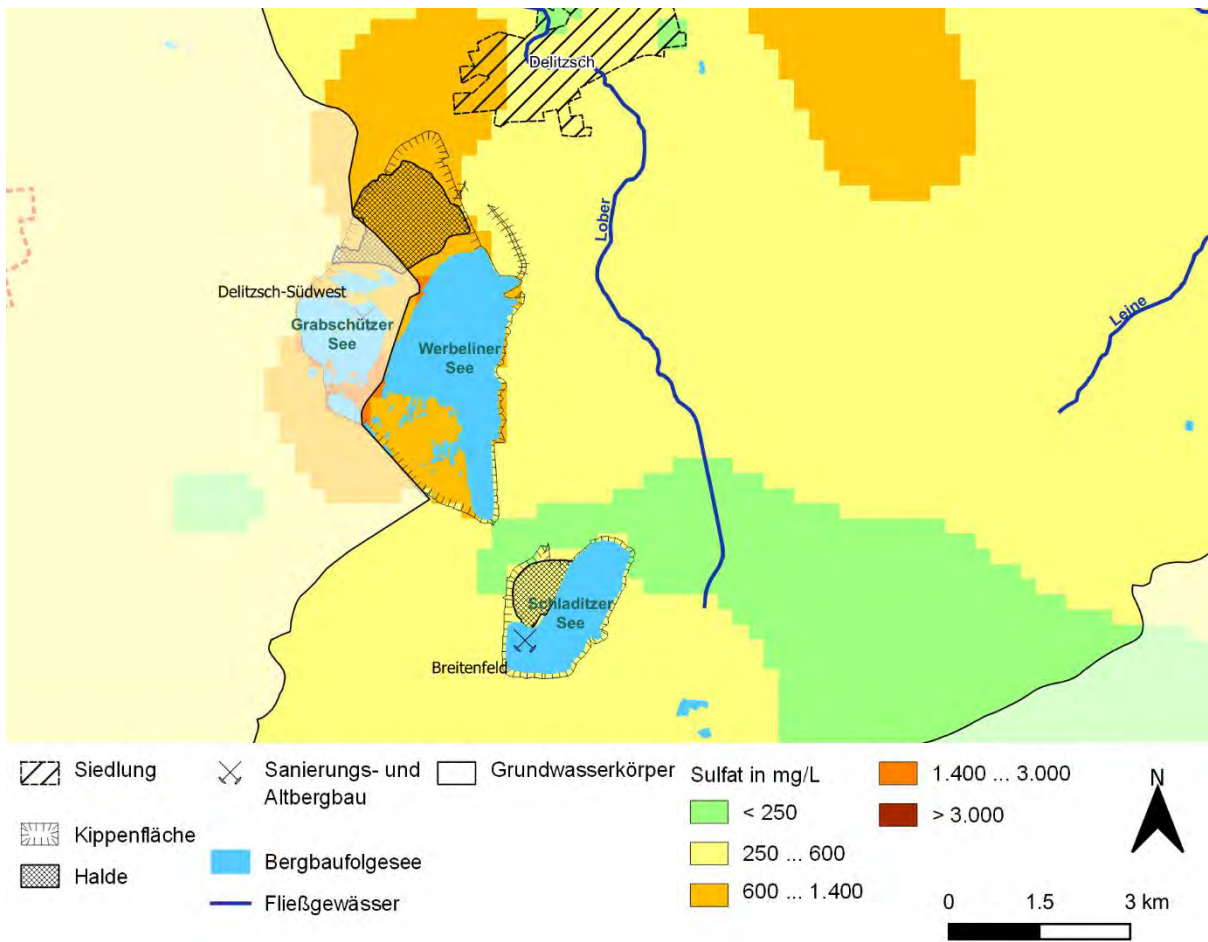 Delitzsch
Lober
Leine
Delitzsch-Südwest
Grabschützer
See
Werbeliner
See
Schladitzer
See
Breitenfeld
Siedlung
Kippenfläche
Halde
Sanierungs- und
Altbergbau
Bergbaufolgesee
Fließgewässer
Grundwasserkörper
Sulfat in mg/L
< 250
250 ... 600
600 ... 1.400
1.400 ... 3.000
> 3.000
N
0 1.5 3 km